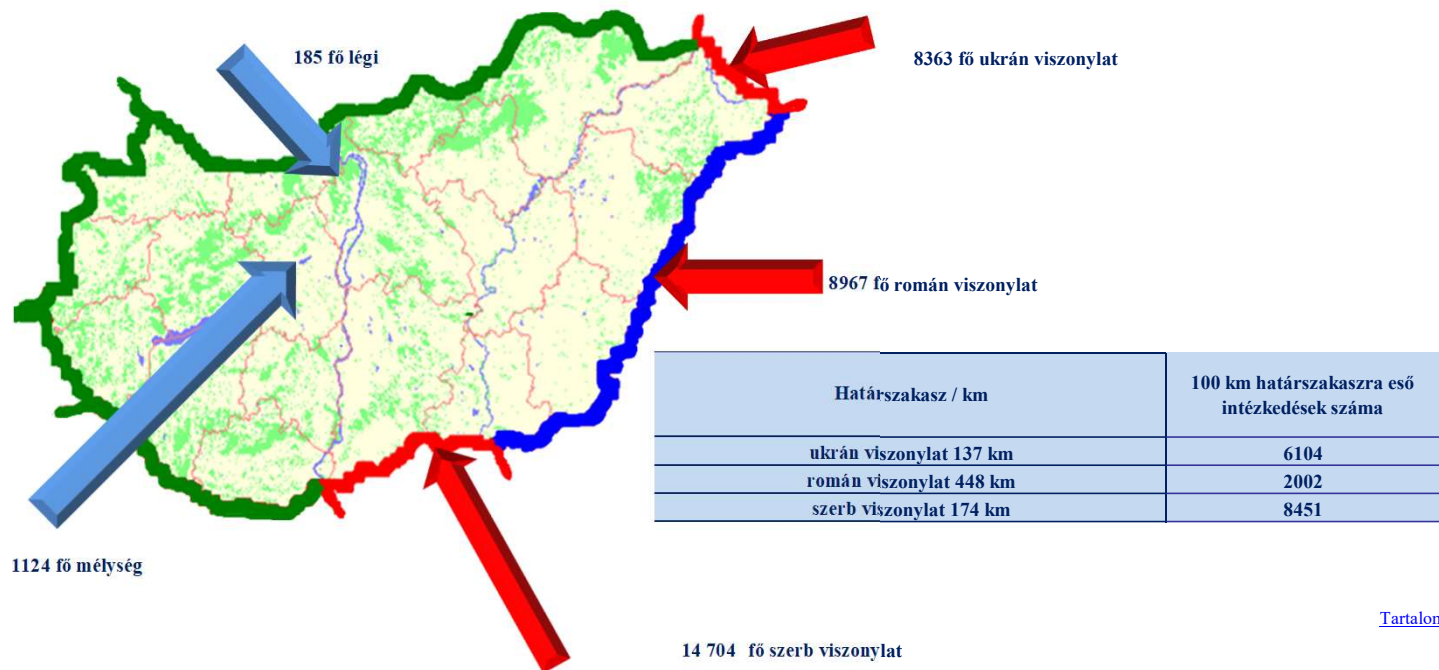 185 fő légi
8363 fő ukrán viszonylat
8967 fő román viszonylat
Határszakasz / km
100 km határszakaszra eső
intézkedések száma
ukrán viszonylat 137 km
6104
román viszonylat 448 km
2002
szerb viszonylat 174 km
8451
1124 fő mélység
14 704 fő szerb viszonylat
Tartalon